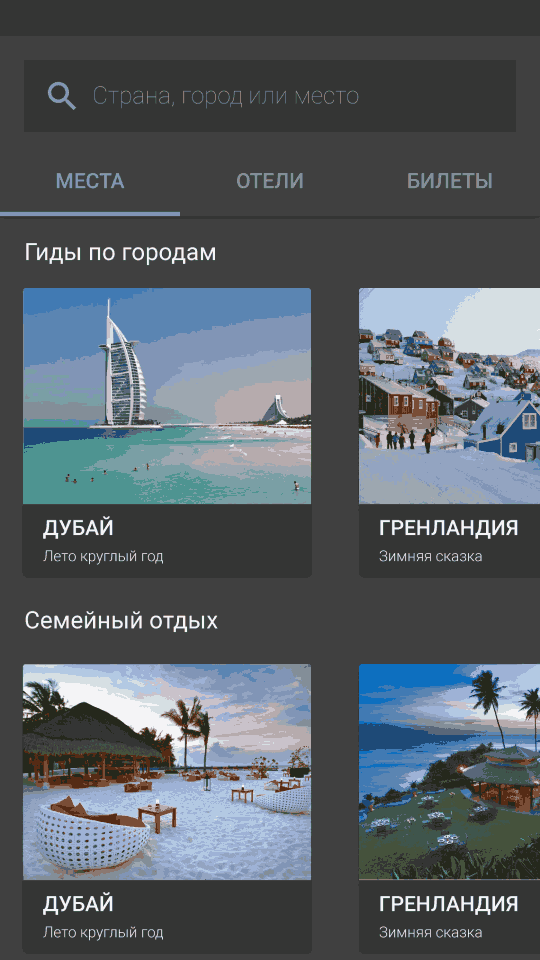 Страна, город или место
МЕСТА ОТЕЛИ БИЛЕТЫ
Гиды по городам
ДУБАЙ ГРЕНЛАНДИЯ
Лето круглый год Зимняя сказка
Семейный отдых
ДУБАЙ ГРЕНЛАНДИЯ
Лето круглый год Зимняя сказка